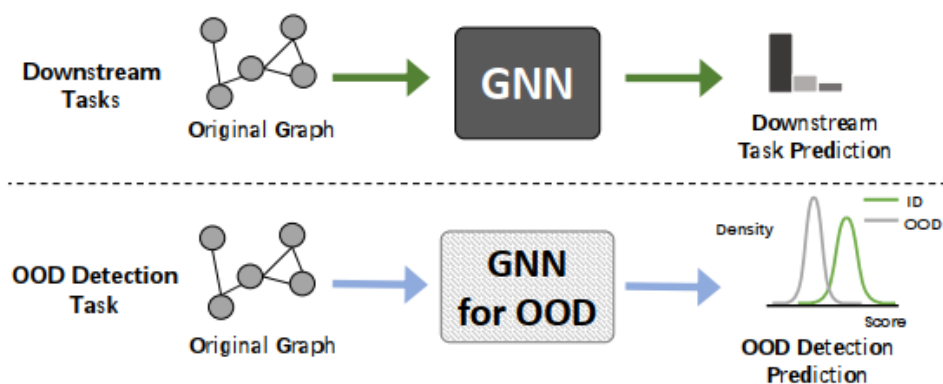 Downstream
Tasks
Original Graph
GNN
Downstream
Task Prediction
OOD Detection
Task
Original Graph
GNN
for OOD
Density
ID
OOD
Score
OOD Detection
Prediction